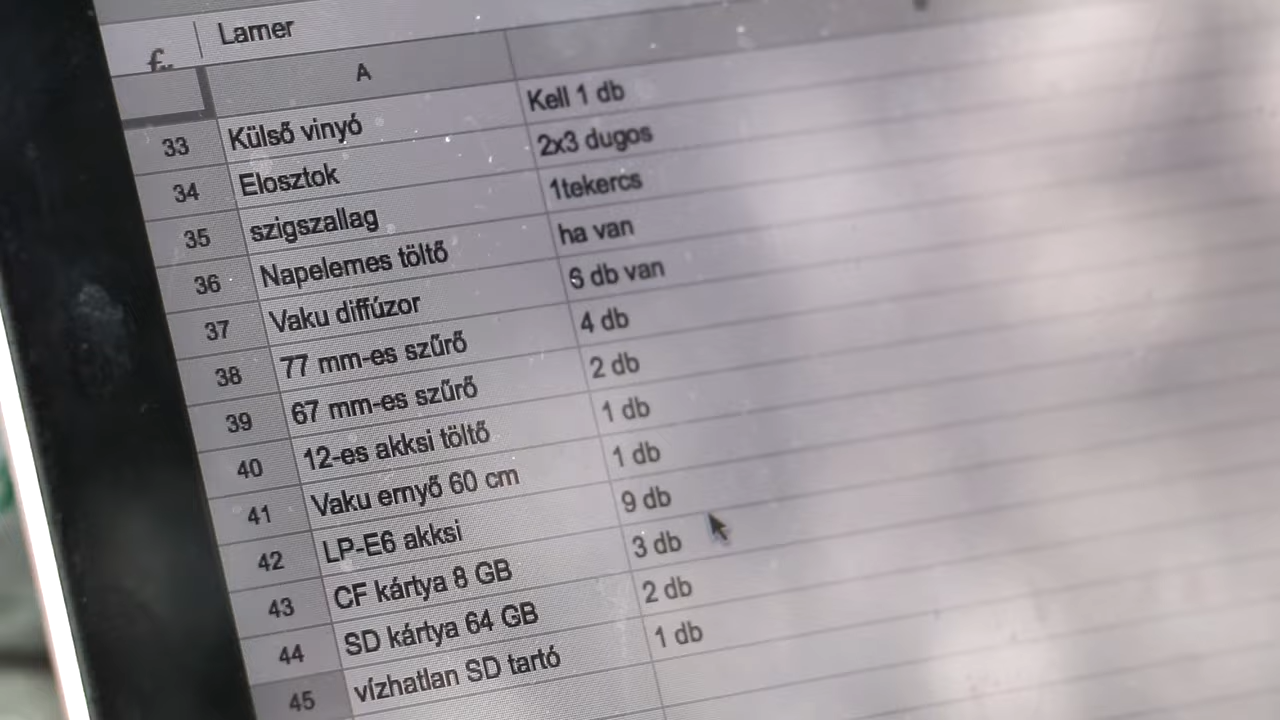 fx Lamer
A
33 Külső vinyó Kell 1 db
34 Elosztok 2x3 dugos
35 szigszallag 1tekercs
36 Napelemes töltő ha van
37 Vaku diffúzor 6 db van
38 77 mm-es szűrő 4 db
39 67 mm-es szűrő 2 db
40 12-es akksi töltő 1 db
41 Vaku ernyő 60 cm 1 db
42 LP-E6 akksi 9 db
43 CF kártya 8 GB 3 db
44 SD kártya 64 GB 2 db
45 vízhatlan SD tartó 1 db